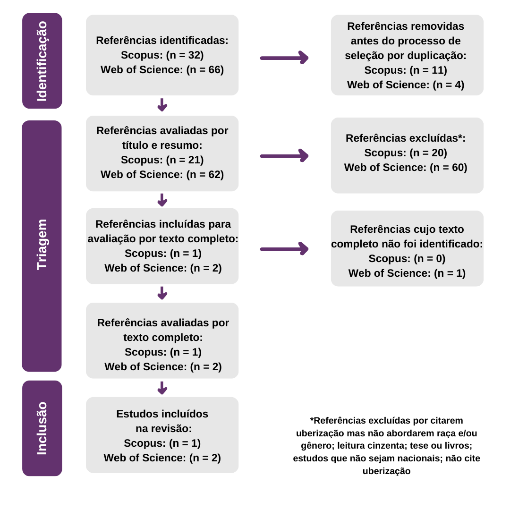 Identificação
Referências identificadas:
Scopus: (n = 32)
Web of Science: (n = 66)
Referências removidas
antes do processo de
seleção por duplicação:
Scopus: (n = 11)
Web of Science: (n = 4)
Triagem
Referências avaliadas por
título e resumo:
Scopus: (n = 21)
Web of Science: (n = 62)
Referências excluídas*:
Scopus: (n = 20)
Web of Science: (n = 60)
Referências incluídas para
avaliação por texto completo:
Scopus: (n = 1)
Web of Science: (n = 2)
Referências cujo texto
completo não foi identificado:
Scopus: (n = 0)
Web of Science: (n = 1)
Referências avaliadas por
texto completo:
Scopus: (n = 1)
Web of Science: (n = 2)
Inclusão
Estudos incluídos
na revisão:
Scopus: (n = 1)
Web of Science: (n = 2)
*Referências excluídas por citarem
uberização mas não abordarem raça e/ou
gênero; leitura cinzenta; tese ou livros;
estudos que não sejam nacionais; não cite
uberização